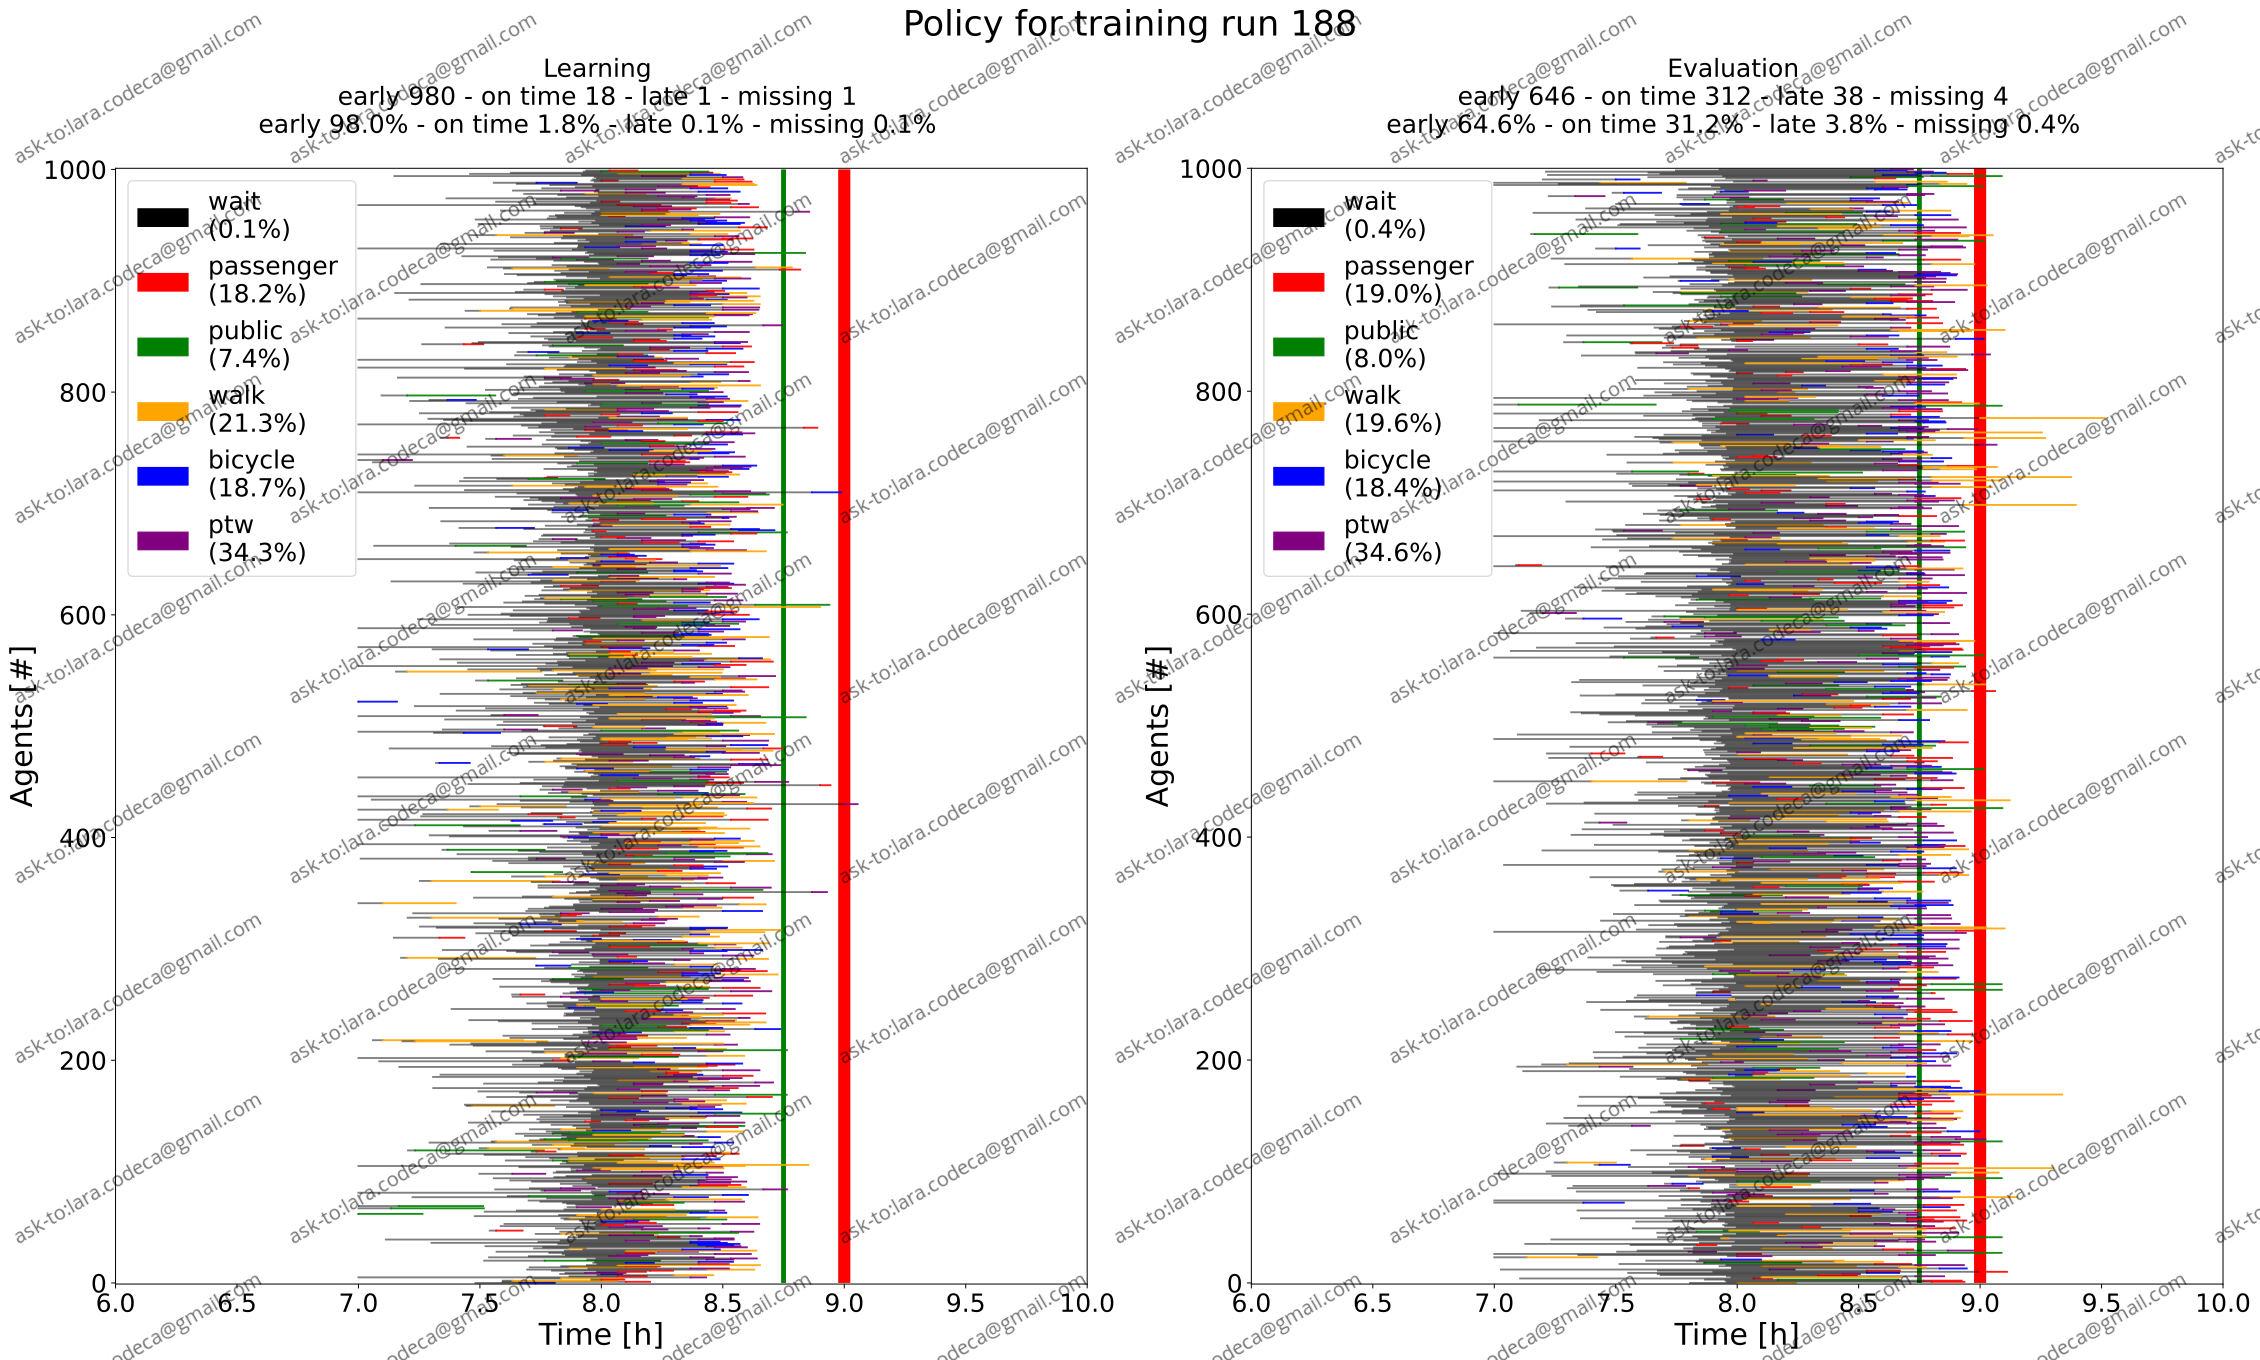 Policy for training run 188
Learning
early 980 - on time 18 - late 1 - missing 1
early 98.0% - on time 1.8% - late 0.1% - missing 0.1%
1000
800
600
400
200
0
Agents [#]
wait
(0.1%)
passenger
(18.2%)
public
(7.4%)
walk
(21.3%)
bicycle
(18.7%)
ptw
(34.3%)
6.0 6.5 7.0 7.5 8.0 8.5 9.0 9.5 10.0
Time [h]
Evaluation
early 646 - on time 312 - late 38 - missing 4
early 64.6% - on time 31.2% - late 3.8% - missing 0.4%
1000
800
600
400
200
0
Agents [#]
wait
(0.4%)
passenger
(19.0%)
public
(8.0%)
walk
(19.6%)
bicycle
(18.4%)
ptw
(34.6%)
6.0 6.5 7.0 7.5 8.0 8.5 9.0 9.5 10.0
Time [h]
ask-to:lara.codeca@gmail.com